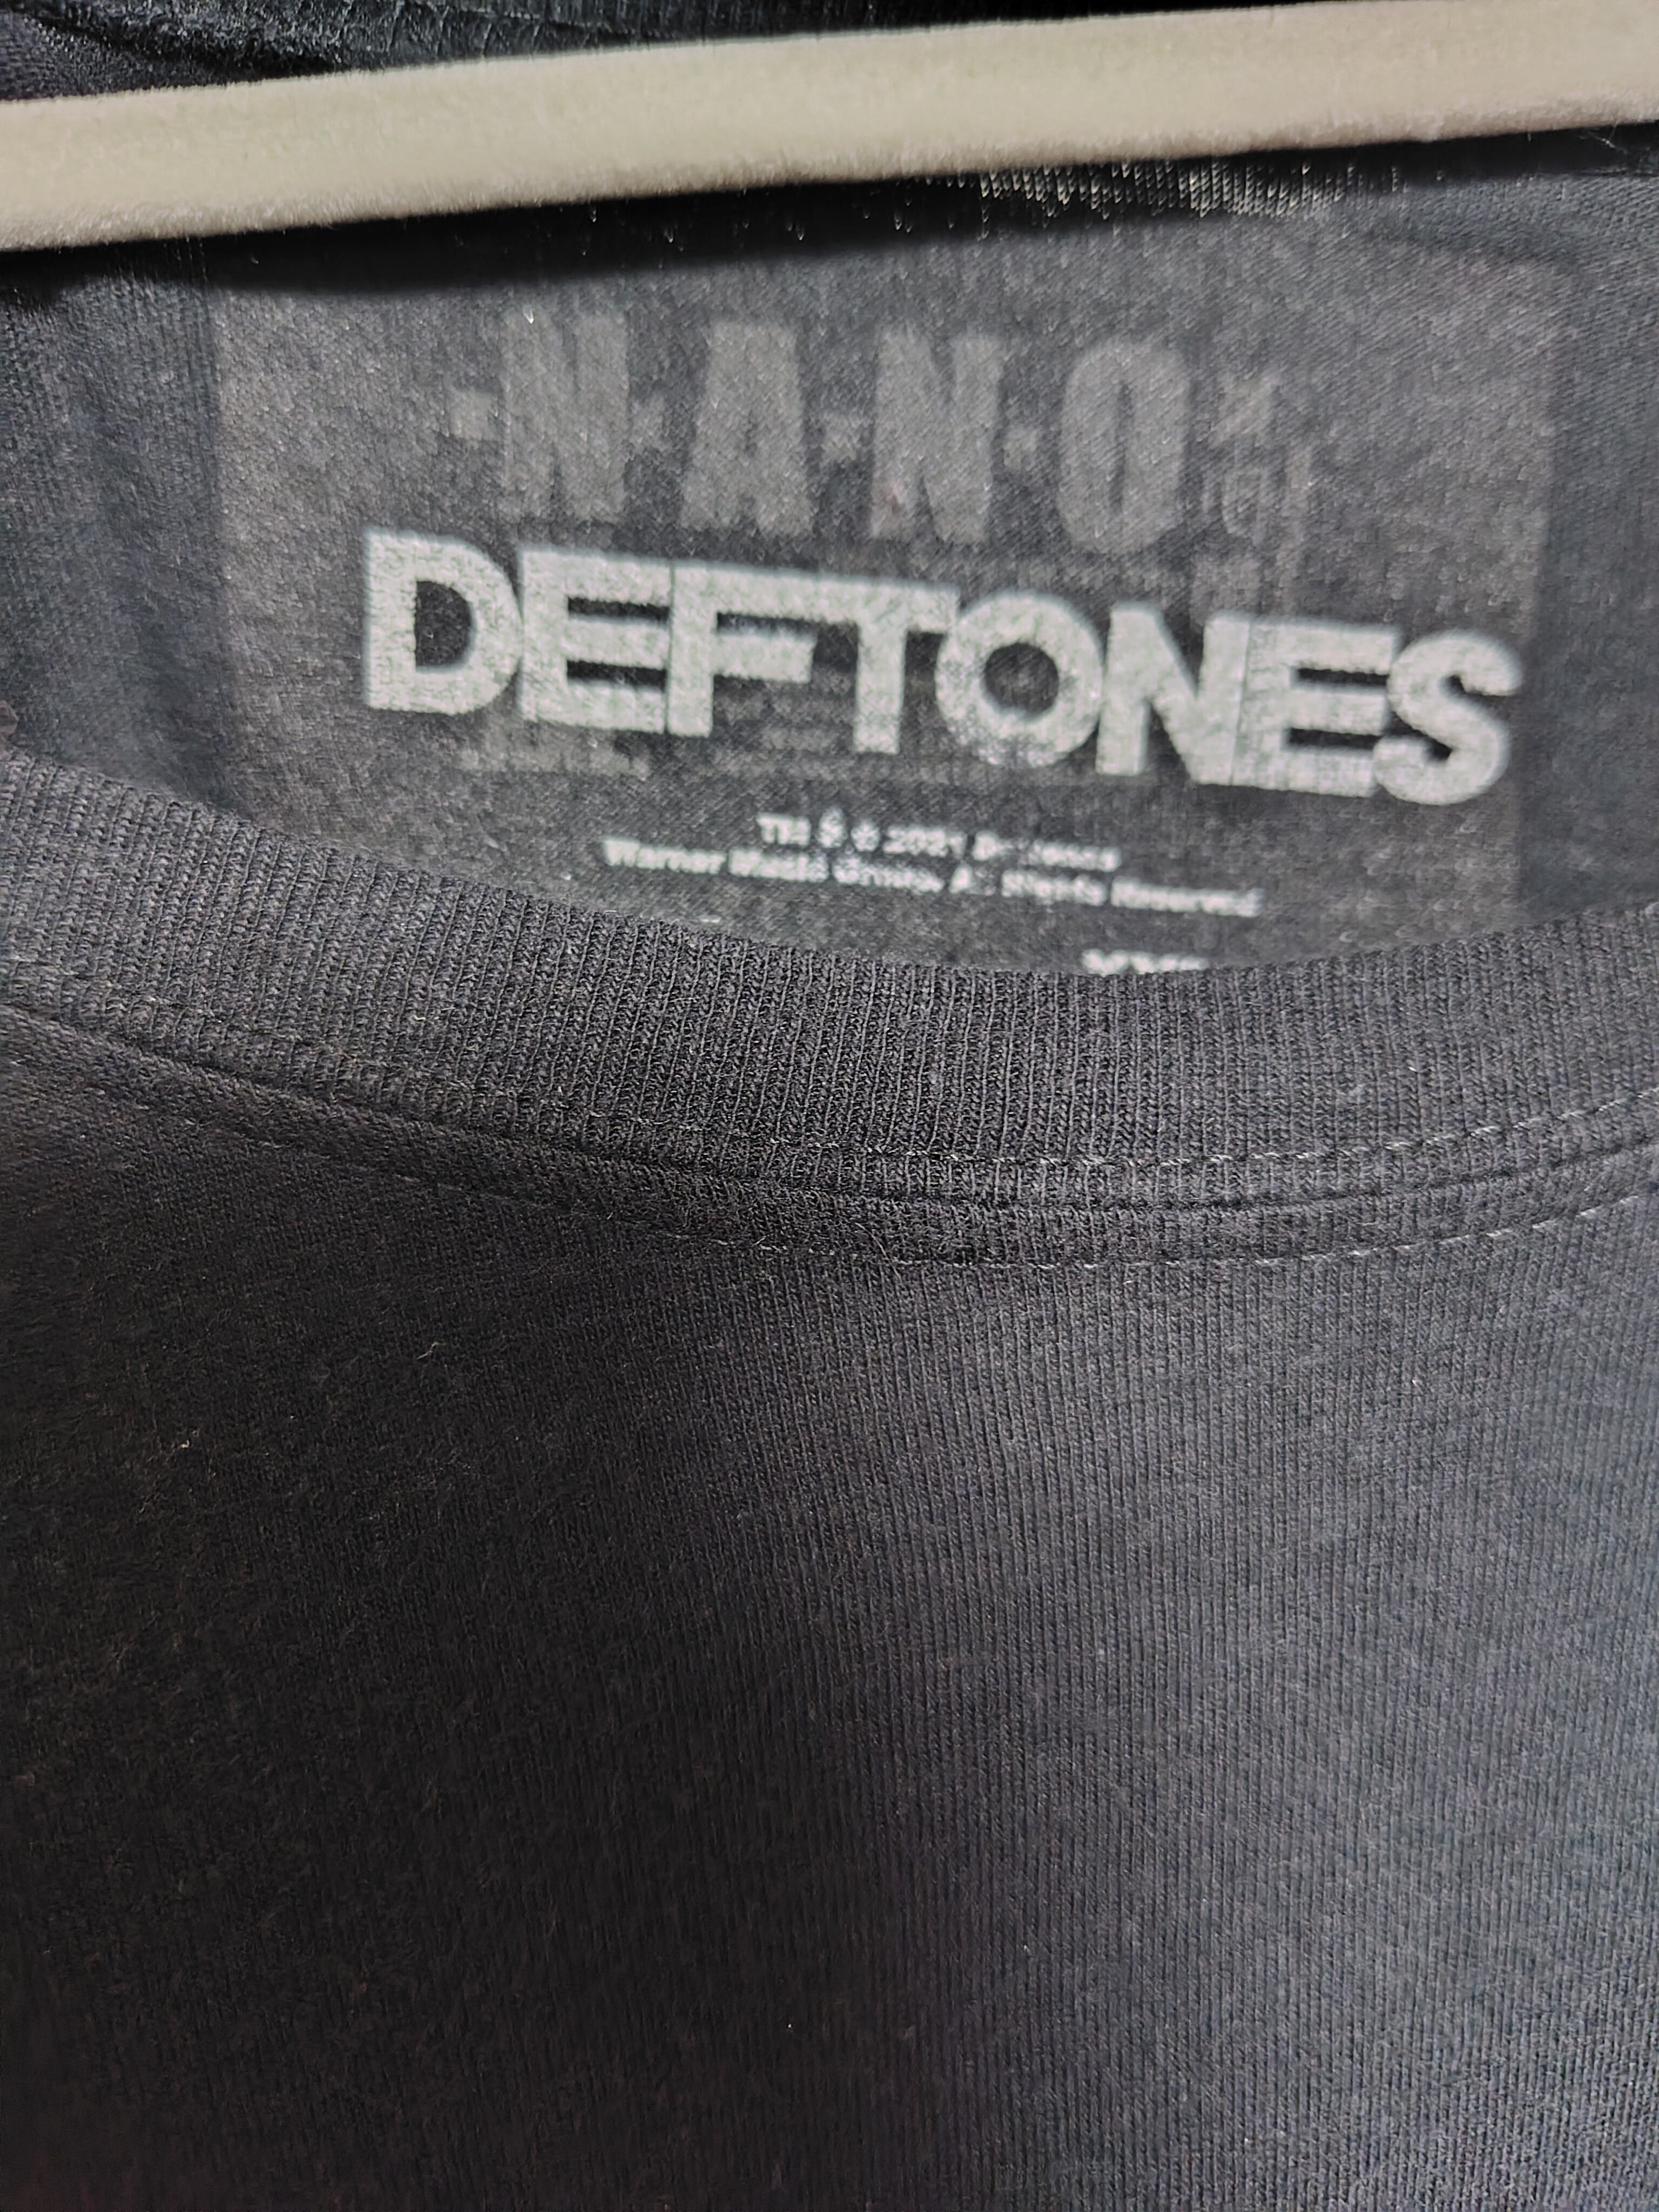 -N-A-N-O
DEFTONES
TM & © 2021 Deftones
Warner Music Group, All Rights Reserved